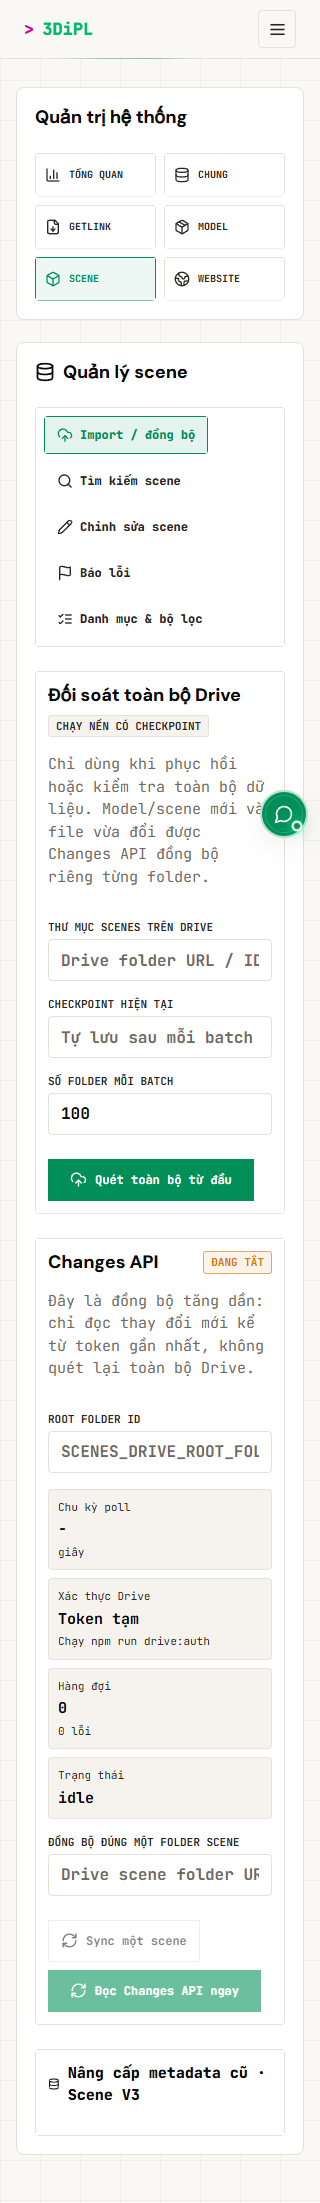 > 3DiPL
Quản trị hệ thống
TỔNG QUAN
CHUNG
GETLINK
MODEL
SCENE
WEBSITE
Quản lý scene
Import / đồng bộ
Tìm kiếm scene
Chỉnh sửa scene
Báo lỗi
Danh mục & bộ lọc
Đối soát toàn bộ Drive
CHẠY NỀN CÓ CHECKPOINT
Chỉ dùng khi phục hồi
hoặc kiểm tra toàn bộ dữ
liệu. Model/scene mới và
file vừa đổi được
Changes API đồng bộ
riêng từng folder.
THƯ MỤC SCENES TRÊN DRIVE
Drive folder URL / ID
CHECKPOINT HIỆN TẠI
Tự lưu sau mỗi batch
SỐ FOLDER MỖI BATCH
100
Quét toàn bộ từ đầu
Changes API
ĐANG TẮT
Đây là đồng bộ tăng dần:
chỉ đọc thay đổi mới kể
từ token gần nhất, không
quét lại toàn bộ Drive.
ROOT FOLDER ID
SCENES_DRIVE_ROOT_FOL
Chu kỳ poll
-
giây
Xác thực Drive
Token tạm
Chạy npm run drive:auth
Hàng đợi
0
0 lỗi
Trạng thái
idle
ĐỒNG BỘ ĐÚNG MỘT FOLDER SCENE
Drive scene folder UR
Sync một scene
Đọc Changes API ngay
Nâng cấp metadata cũ ·
Scene V3